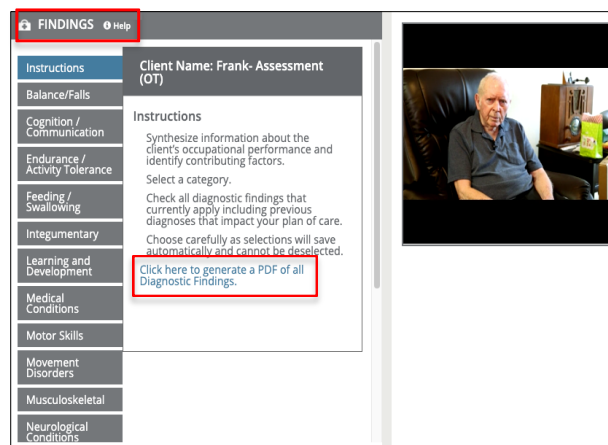 FINDINGS Help
Instructions
Balance/Falls
Cognition /
Communication
Endurance /
Activity Tolerance
Feeding /
Swallowing
Integumentary
Learning and
Development
Medical
Conditions
Motor Skills
Movement
Disorders
Musculoskeletal
Neurological
Conditions
Client Name: Frank- Assessment
(OT)
Instructions
Synthesize information about the
client's occupational performance and
identify contributing factors.
Select a category.
Check all diagnostic findings that
currently apply including previous
diagnoses that impact your plan of care.
Choose carefully as selections will save
automatically and cannot be deselected.
Click here to generate a PDF of all
Diagnostic Findings.